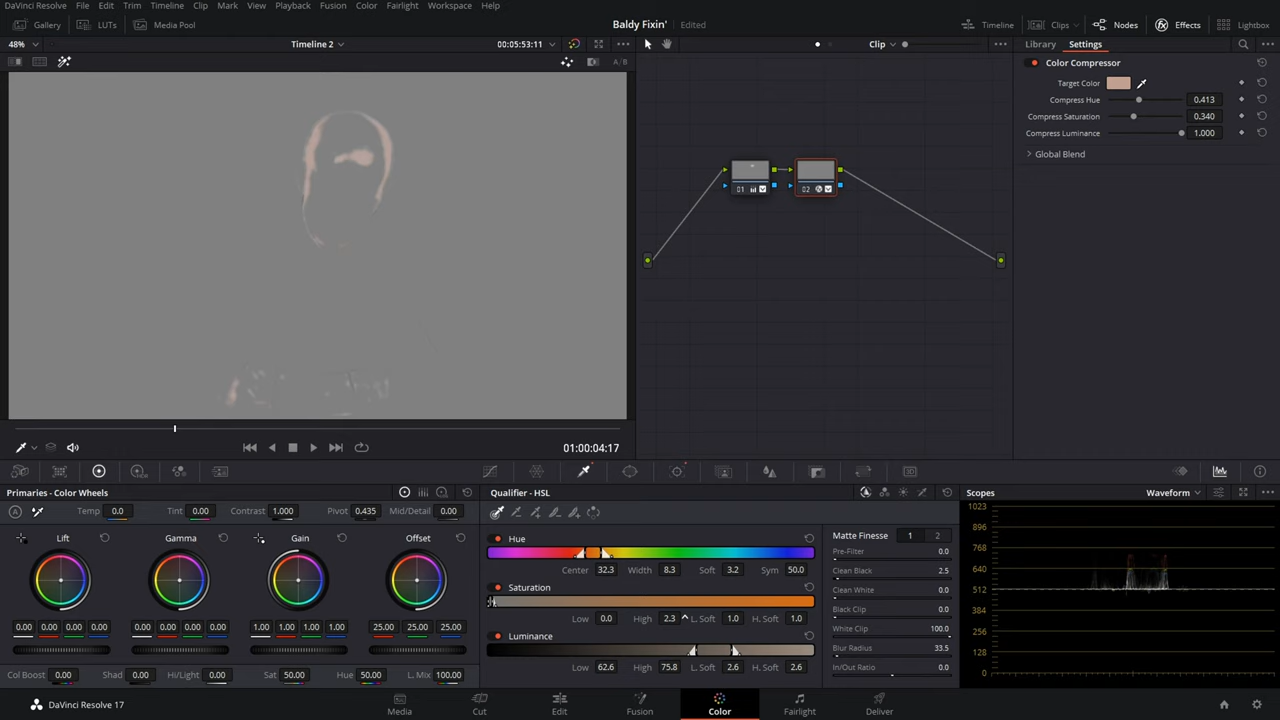 DaVinci Resolve File Edit Trim Timeline Clip Mark View Playback Fusion Color Fairlight Workspace Help
Gallery LUTs Media Pool Baldy Fixin' Edited Timeline Clips Nodes Effects Lightbox
48% Timeline 2 00:05:53:11 Clip Library Settings
A/B
Color Compressor
Target Color
Compress Hue 0.413
Compress Saturation 0.340
Compress Luminance 1.000
Global Blend
01 02
01:00:04:17
Primaries - Color Wheels Qualifier - HSL Scopes Waveform
Temp 0.0 Tint 0.00 Contrast 1.000 Pivot 0.435 Mid/Detail 0.00
Lift Gamma Gain Offset
0.00 0.00 0.00 0.00 0.00 0.00 0.00 0.00 1.00 1.00 1.00 1.00 25.00 25.00 25.00
Col Boost 0.00 Shad 0.00 Hi/Light 0.00 Sat 50.00 Hue 50.00 L. Mix 100.00
Hue
Center 32.3 Width 8.3 Soft 3.2 Sym 50.0
Saturation
Low 0.0 High 2.3 L. Soft 1.0 H. Soft 1.0
Luminance
Low 62.6 High 75.8 L. Soft 2.6 H. Soft 2.6
Matte Finesse 1 2
Pre-Filter 0.0
Clean Black 2.5
Clean White 0.0
Black Clip 0.0
White Clip 100.0
Blur Radius 33.5
In/Out Ratio 0.0
1023
896
768
640
512
384
256
128
0
DaVinci Resolve 17 Media Cut Edit Fusion Color Fairlight Deliver